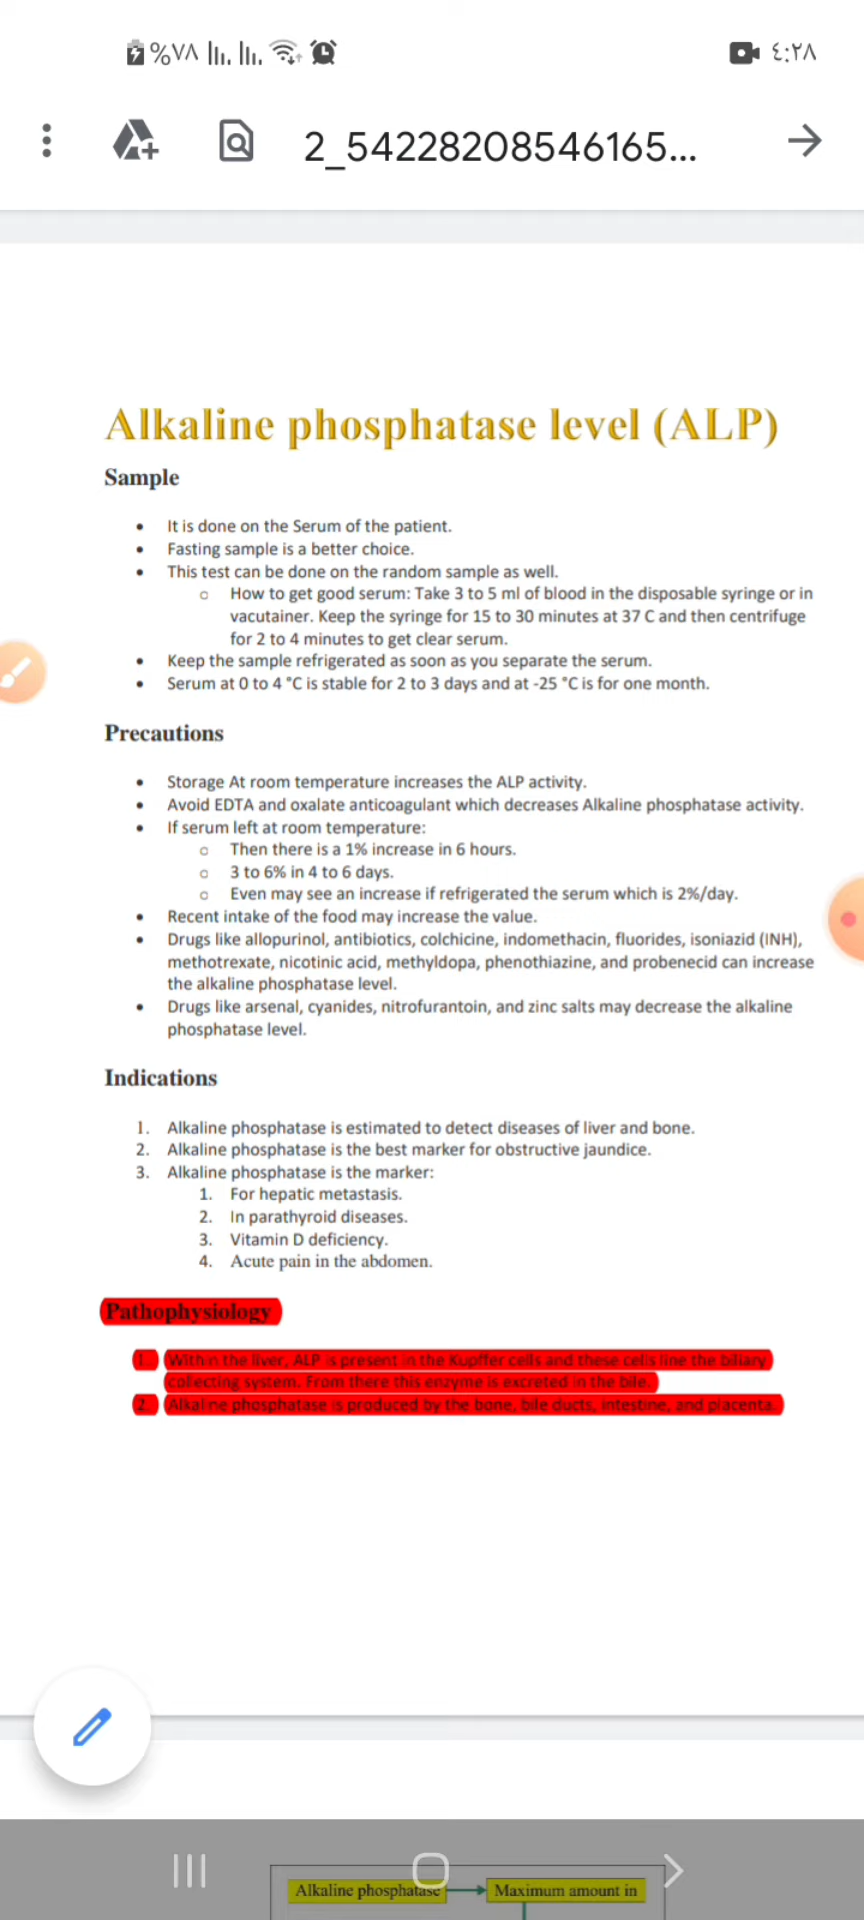 %٧٨
٤:٢٨
2_54228208546165...
Alkaline phosphatase level (ALP)
Sample
• It is done on the Serum of the patient.
• Fasting sample is a better choice.
• This test can be done on the random sample as well.
o How to get good serum: Take 3 to 5 ml of blood in the disposable syringe or in
vacutainer. Keep the syringe for 15 to 30 minutes at 37 C and then centrifuge
for 2 to 4 minutes to get clear serum.
• Keep the sample refrigerated as soon as you separate the serum.
• Serum at 0 to 4 °C is stable for 2 to 3 days and at -25 °C is for one month.
Precautions
• Storage At room temperature increases the ALP activity.
• Avoid EDTA and oxalate anticoagulant which decreases Alkaline phosphatase activity.
• If serum left at room temperature:
o Then there is a 1% increase in 6 hours.
o 3 to 6% in 4 to 6 days.
o Even may see an increase if refrigerated the serum which is 2%/day.
• Recent intake of the food may increase the value.
• Drugs like allopurinol, antibiotics, colchicine, indomethacin, fluorides, isoniazid (INH),
methotrexate, nicotinic acid, methyldopa, phenothiazine, and probenecid can increase
the alkaline phosphatase level.
• Drugs like arsenal, cyanides, nitrofurantoin, and zinc salts may decrease the alkaline
phosphatase level.
Indications
1. Alkaline phosphatase is estimated to detect diseases of liver and bone.
2. Alkaline phosphatase is the best marker for obstructive jaundice.
3. Alkaline phosphatase is the marker:
1. For hepatic metastasis.
2. In parathyroid diseases.
3. Vitamin D deficiency.
4. Acute pain in the abdomen.
Pathophysiology
1. Within the liver, ALP is present in the Kupffer cells and these cells line the biliary
collecting system. From there this enzyme is excreted in the bile.
2. Alkaline phosphatase is produced by the bone, bile ducts, intestine, and placenta.
Alkaline phosphatase Maximum amount in